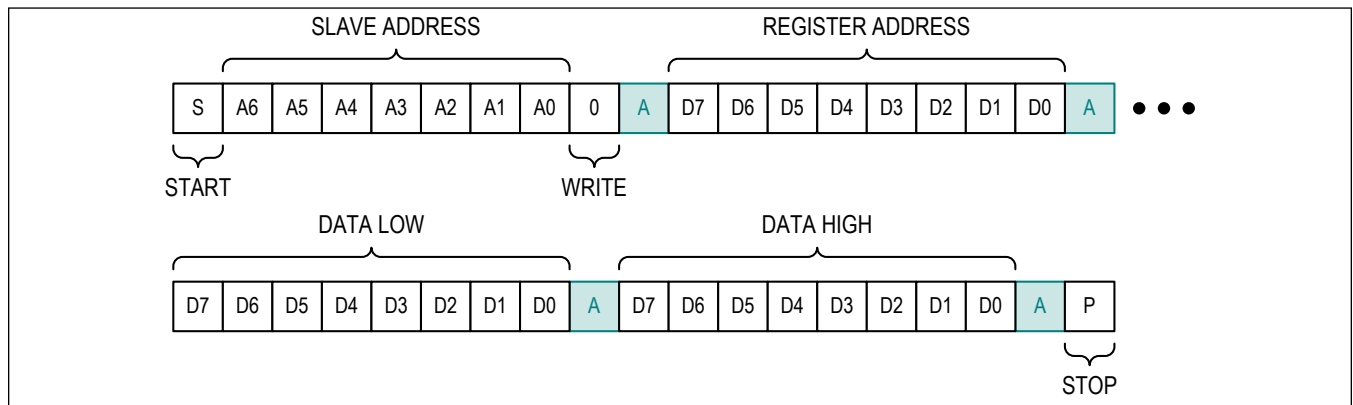 SLAVE ADDRESS REGISTER ADDRESS
S A6 A5 A4 A3 A2 A1 A0 0 A D7 D6 D5 D4 D3 D2 D1 D0 A
START WRITE
DATA LOW DATA HIGH
D7 D6 D5 D4 D3 D2 D1 D0 A D7 D6 D5 D4 D3 D2 D1 D0 A P
STOP